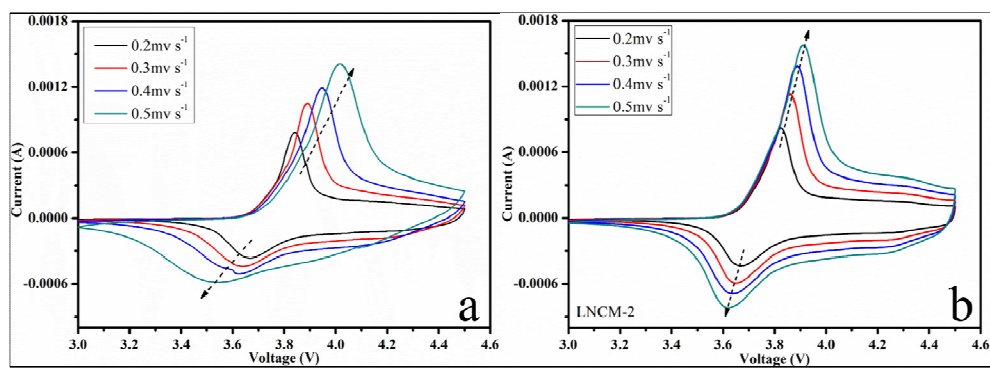 0.0018
0.0012
0.0006
0.0000
-0.0006
Current (A)
0.2mv s⁻¹
0.3mv s⁻¹
0.4mv s⁻¹
0.5mv s⁻¹
a
3.0 3.2 3.4 3.6 3.8 4.0 4.2 4.4 4.6
Voltage (V)
0.0018
0.0012
0.0006
0.0000
-0.0006
Current (A)
0.2mv s⁻¹
0.3mv s⁻¹
0.4mv s⁻¹
0.5mv s⁻¹
LNCM-2
b
3.0 3.2 3.4 3.6 3.8 4.0 4.2 4.4 4.6
Voltage (V)